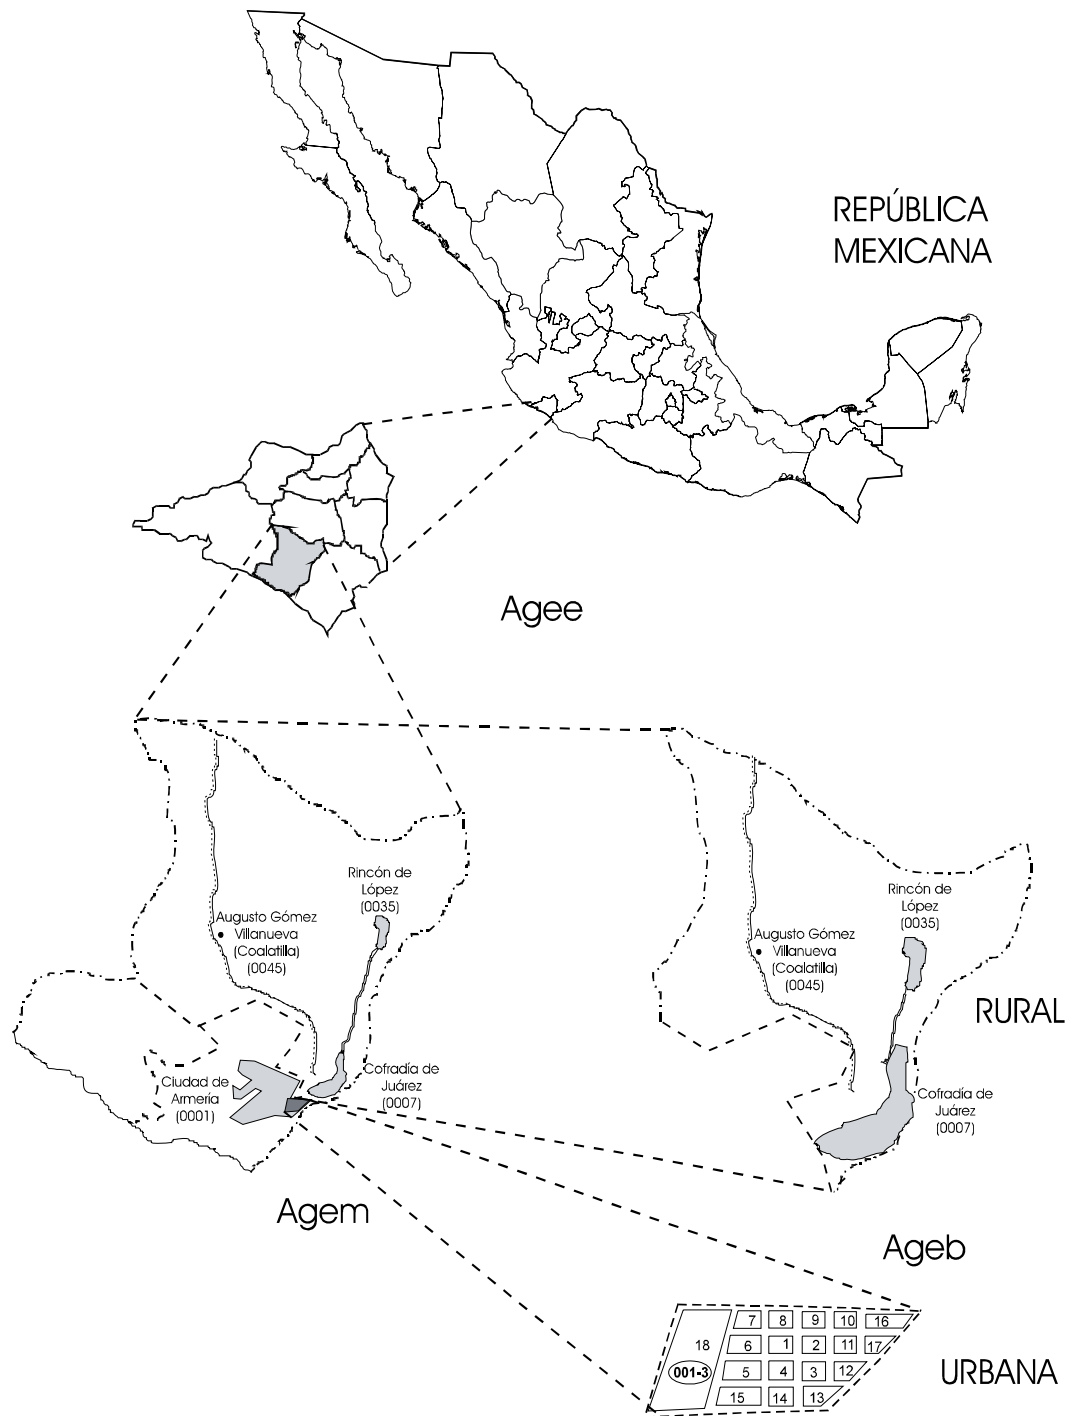 REPÚBLICA
MEXICANA
Agee
Rincón de
López
(0035)
Augusto Gómez
Villanueva
(Coalatilla)
(0045)
Ciudad de
Armería
(0001)
Cofradía de
Juárez
(0007)
Agem
Rincón de
López
(0035)
Augusto Gómez
Villanueva
(Coalatilla)
(0045)
RURAL
Cofradía de
Juárez
(0007)
Ageb
7 8 9 10 16
18 6 1 2 11 17
001-3 5 4 3 12
15 14 13
URBANA